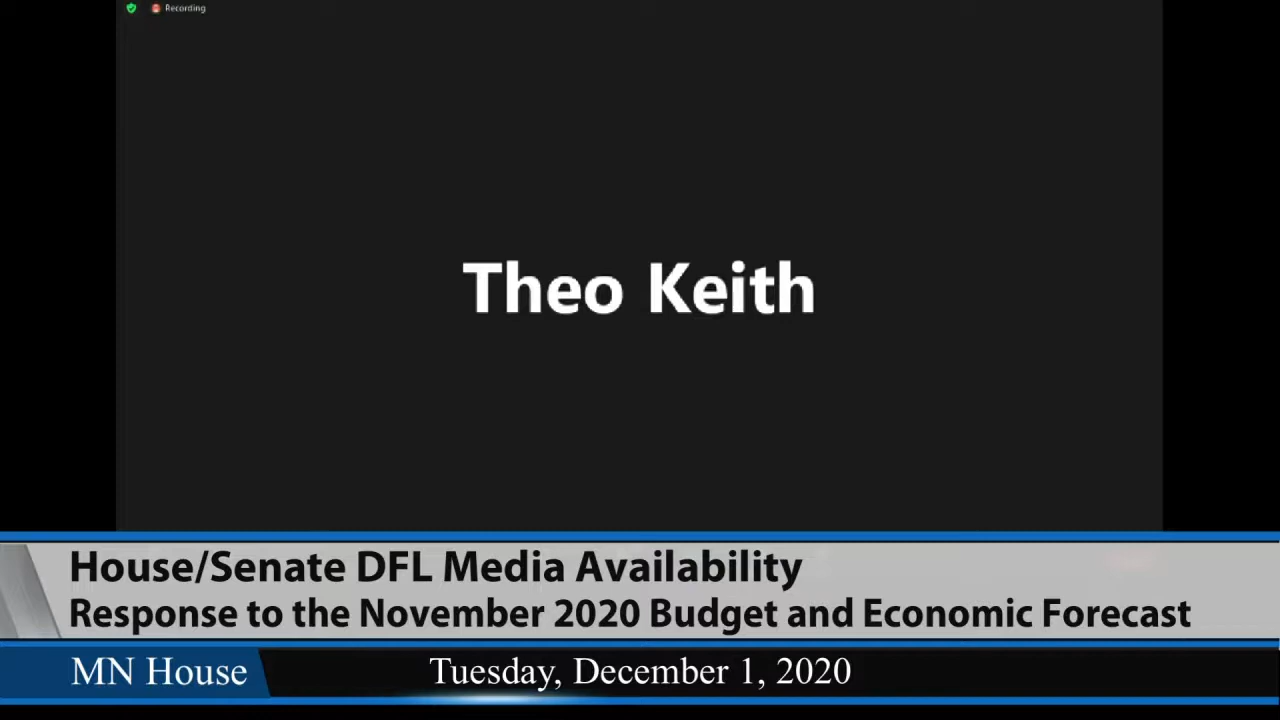 Recording
Theo Keith
House/Senate DFL Media Availability
Response to the November 2020 Budget and Economic Forecast
MN House
Tuesday, December 1, 2020